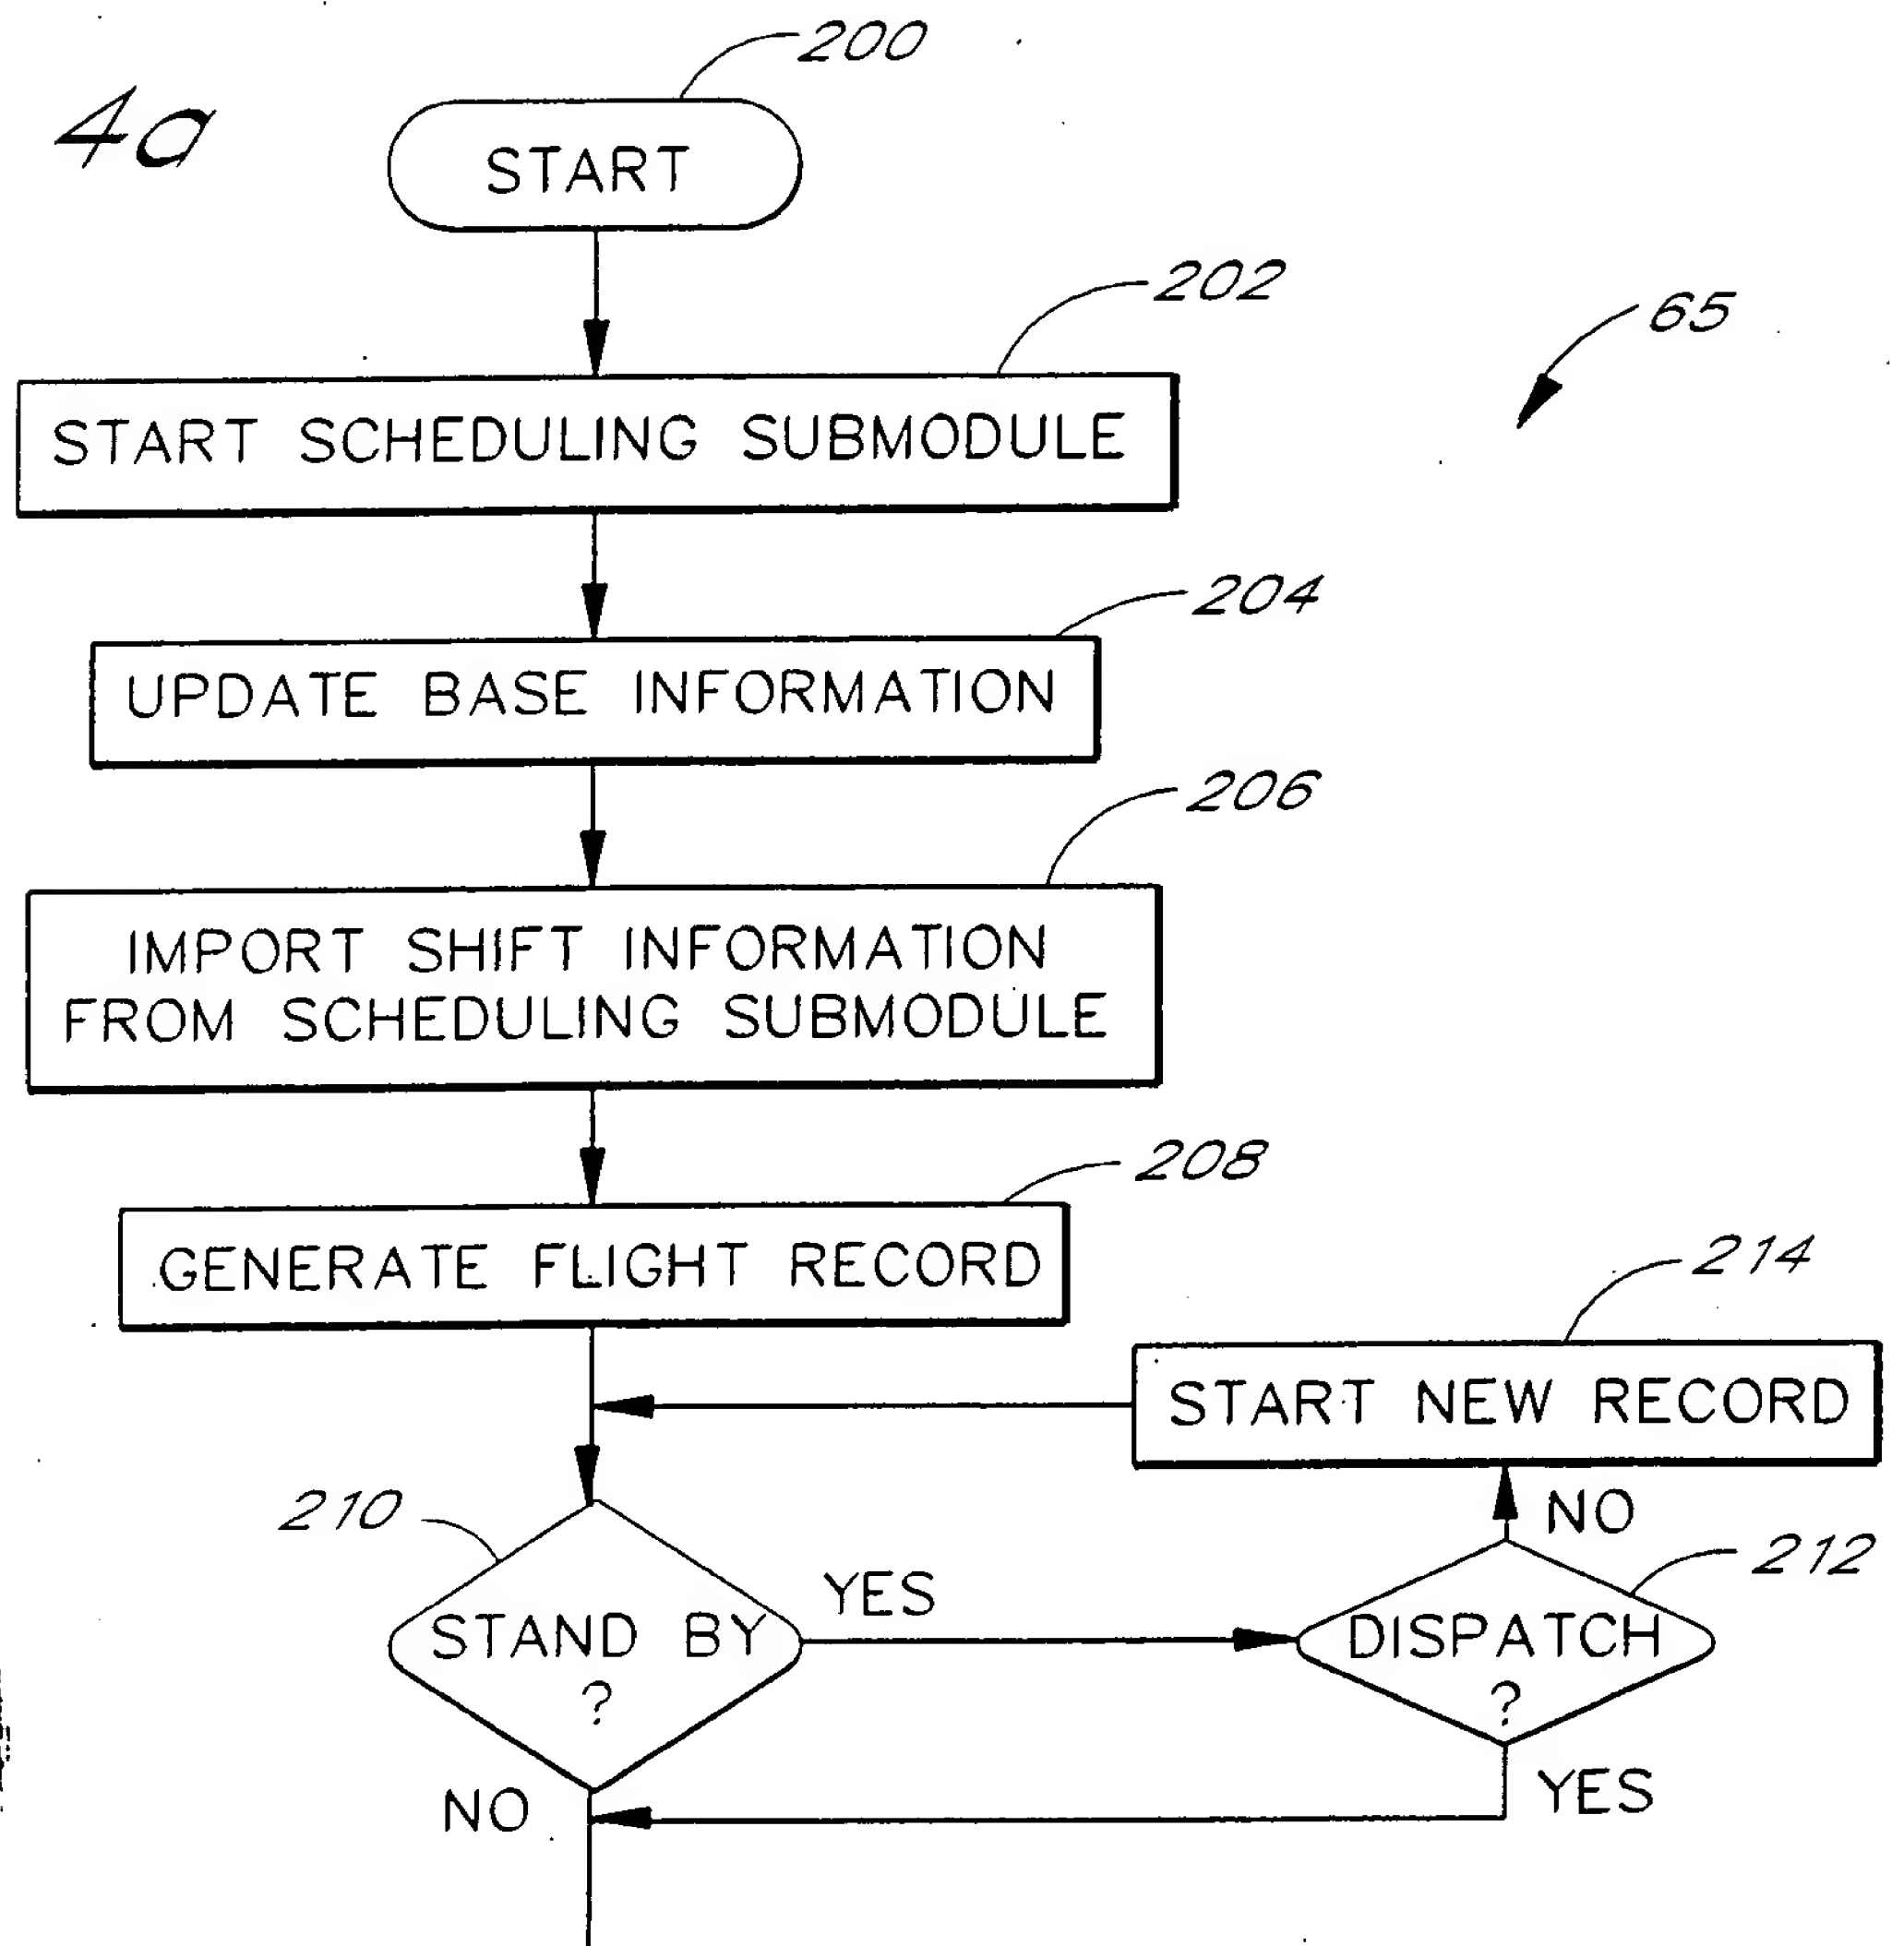 200
4a
START
202
65
START SCHEDULING SUBMODULE
204
UPDATE BASE INFORMATION
206
IMPORT SHIFT INFORMATION
FROM SCHEDULING SUBMODULE
208
GENERATE FLIGHT RECORD
214
START NEW RECORD
210
NO
212
YES
STAND BY
?
DISPATCH
?
NO
YES